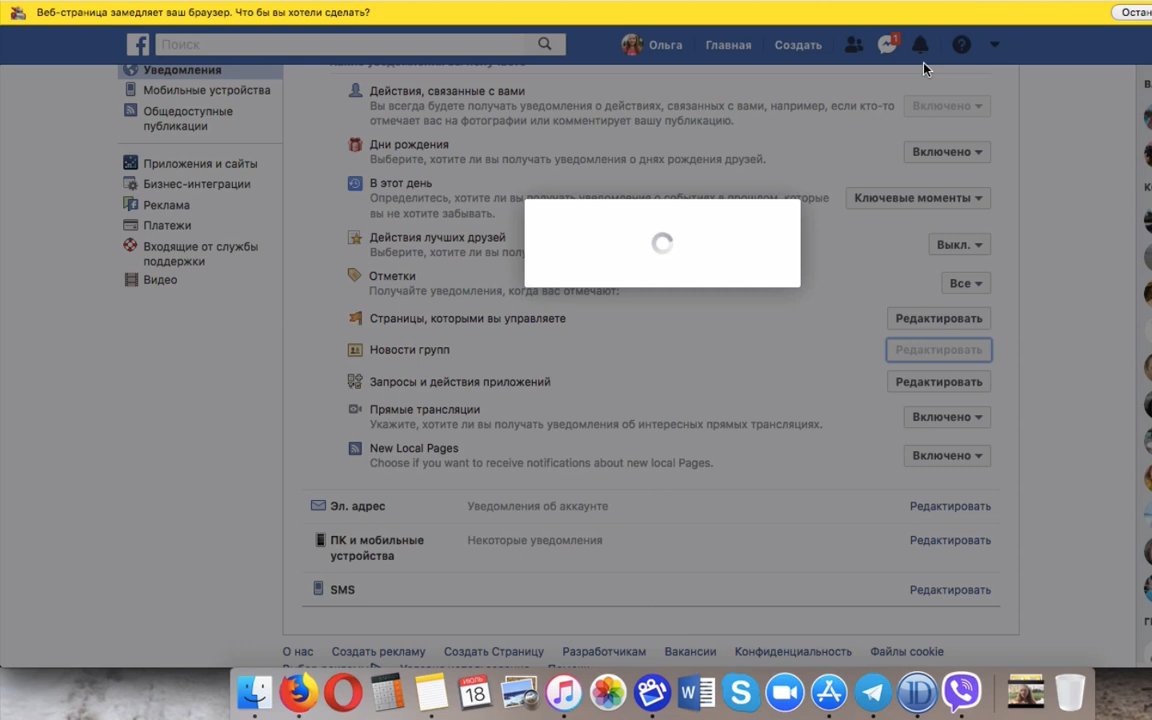 Веб-страница замедляет ваш браузер. Что бы вы хотели сделать?
Остан
Поиск
Ольга
Главная
Создать
1
Уведомления
Мобильные устройства
Общедоступные
публикации
Приложения и сайты
Бизнес-интеграции
Реклама
Платежи
Входящие от службы
поддержки
Видео
Действия, связанные с вами
Вы всегда будете получать уведомления о действиях, связанных с вами, например, если кто-то
отмечает вас на фотографии или комментирует вашу публикацию.
Включено
Дни рождения
Выберите, хотите ли вы получать уведомления о днях рождения друзей.
Включено
В этот день
Определитесь, хотите ли вы получать уведомления о событиях в прошлом, которые
вы не хотите забывать.
Ключевые моменты
Действия лучших друзей
Выберите, хотите ли вы
Выкл.
Отметки
Получайте уведомления, когда вас отмечают:
Все
Страницы, которыми вы управляете
Редактировать
Новости групп
Редактировать
Запросы и действия приложений
Редактировать
Прямые трансляции
Укажите, хотите ли вы получать уведомления об интересных прямых трансляциях.
Включено
New Local Pages
Choose if you want to receive notifications about new local Pages.
Включено
Эл. адрес
Уведомления об аккаунте
Редактировать
ПК и мобильные
устройства
Некоторые уведомления
Редактировать
SMS
Редактировать
О нас
Создать рекламу
Создать Страницу
Разработчикам
Вакансии
Конфиденциальность
Файлы cookie
ИЮЛЬ
18